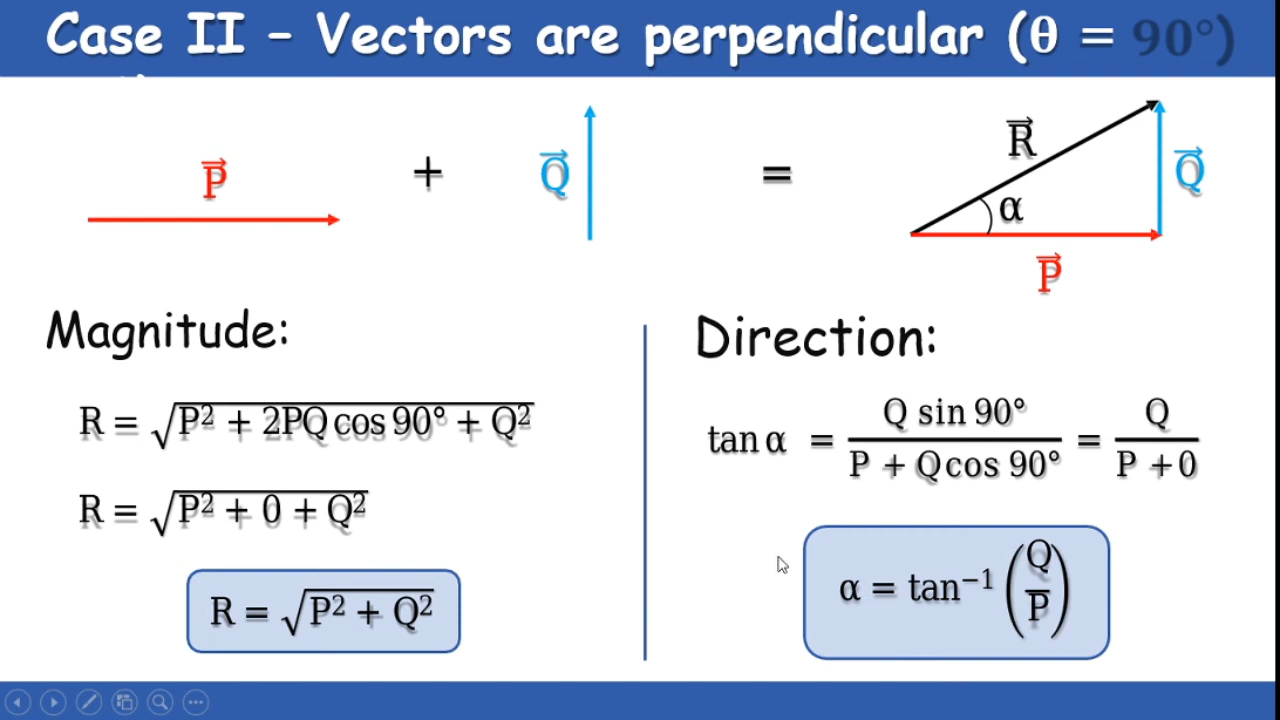 Case II – Vectors are perpendicular (θ = 90°)
P⃗ + Q⃗ = R⃗ α Q⃗
P⃗
Magnitude:
R = √(P² + 2PQ cos 90° + Q²)
R = √(P² + 0 + Q²)
R = √(P² + Q²)
Direction:
tan α = (Q sin 90°)/(P + Q cos 90°) = Q/(P + 0)
α = tan⁻¹(Q/P)